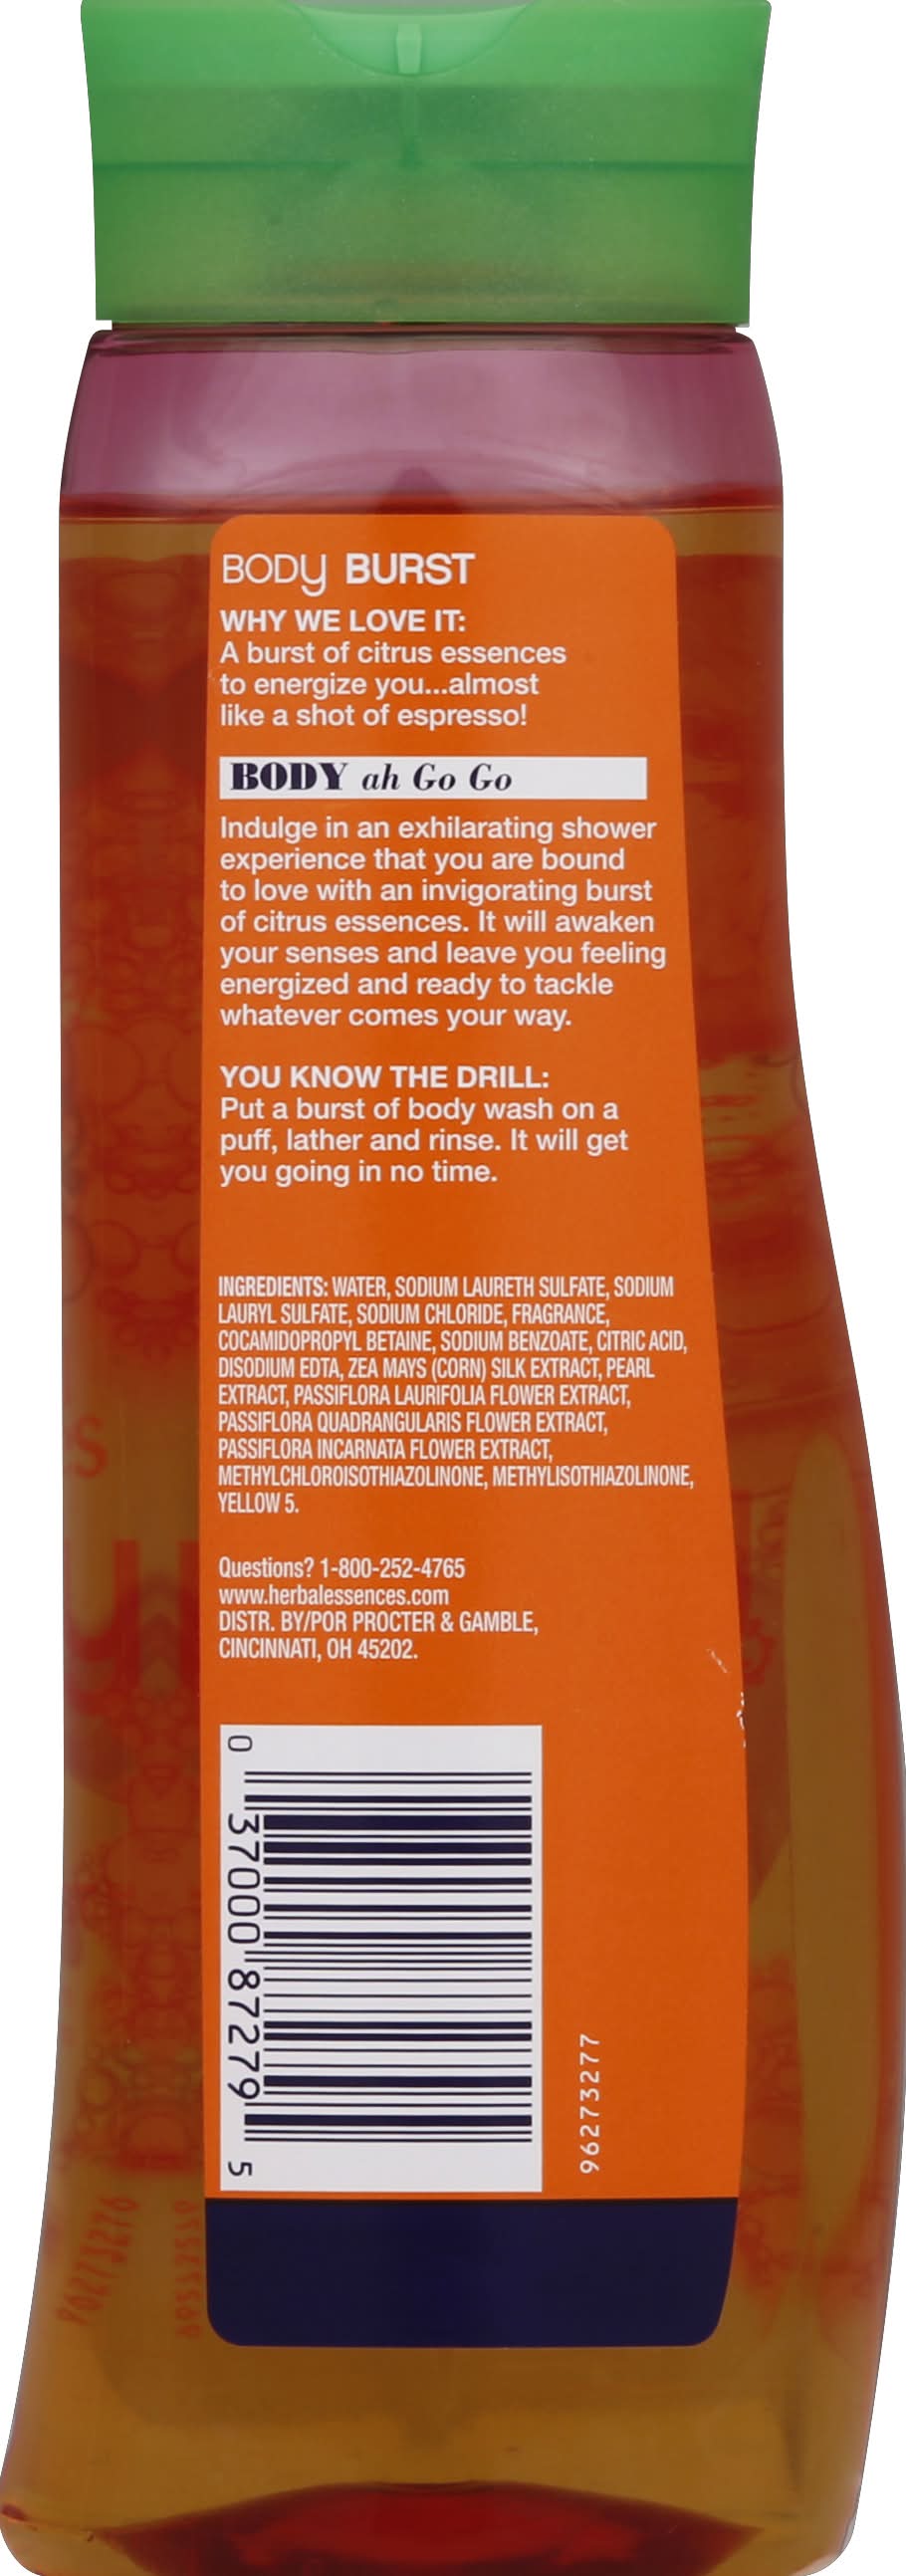 BODY BURST
WHY WE LOVE IT:
A burst of citrus essences
to energize you...almost
like a shot of espresso!
BODY ah Go Go
Indulge in an exhilarating shower
experience that you are bound
to love with an invigorating burst
of citrus essences. It will awaken
your senses and leave you feeling
energized and ready to tackle
whatever comes your way.
YOU KNOW THE DRILL:
Put a burst of body wash on a
puff, lather and rinse. It will get
you going in no time.
INGREDIENTS: WATER, SODIUM LAURETH SULFATE, SODIUM
LAURYL SULFATE, SODIUM CHLORIDE, FRAGRANCE,
COCAMIDOPROPYL BETAINE, SODIUM BENZOATE, CITRIC ACID,
DISODIUM EDTA, ZEA MAYS (CORN) SILK EXTRACT, PEARL
EXTRACT, PASSIFLORA LAURIFOLIA FLOWER EXTRACT,
PASSIFLORA QUADRANGULARIS FLOWER EXTRACT,
PASSIFLORA INCARNATA FLOWER EXTRACT,
METHYLCHLOROISOTHIAZOLINONE, METHYLISOTHIAZOLINONE,
YELLOW 5.
Questions? 1-800-252-4765
www.herbalessences.com
DISTR. BY/POR PROCTER & GAMBLE,
CINCINNATI, OH 45202.
0 37000 87279 5
96273277